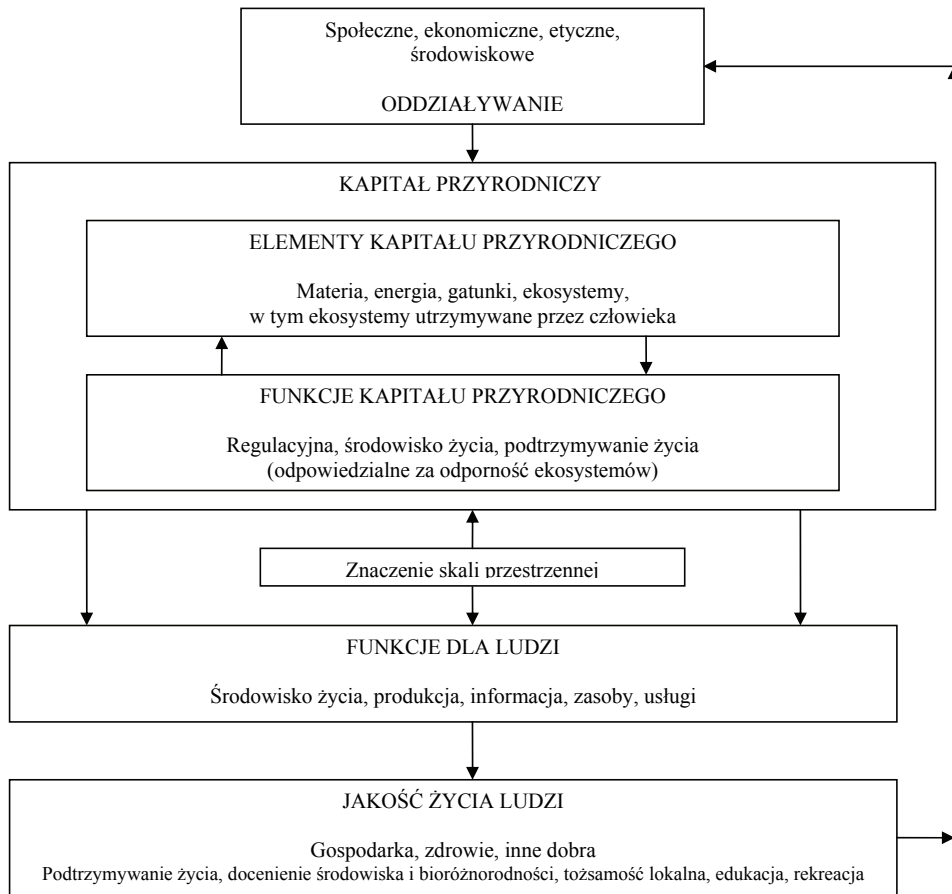 Społeczne, ekonomiczne, etyczne,
środowiskowe
ODDZIAŁYWANIE
KAPITAŁ PRZYRODNICZY
ELEMENTY KAPITAŁU PRZYRODNICZEGO
Materia, energia, gatunki, ekosystemy,
w tym ekosystemy utrzymywane przez człowieka
FUNKCJE KAPITAŁU PRZYRODNICZEGO
Regulacyjna, środowisko życia, podtrzymywanie życia
(odpowiedzialne za odporność ekosystemów)
Znaczenie skali przestrzennej
FUNKCJE DLA LUDZI
Środowisko życia, produkcja, informacja, zasoby, usługi
JAKOŚĆ ŻYCIA LUDZI
Gospodarka, zdrowie, inne dobra
Podtrzymywanie życia, docenienie środowiska i bioróżnorodności, tożsamość lokalna, edukacja, rekreacja